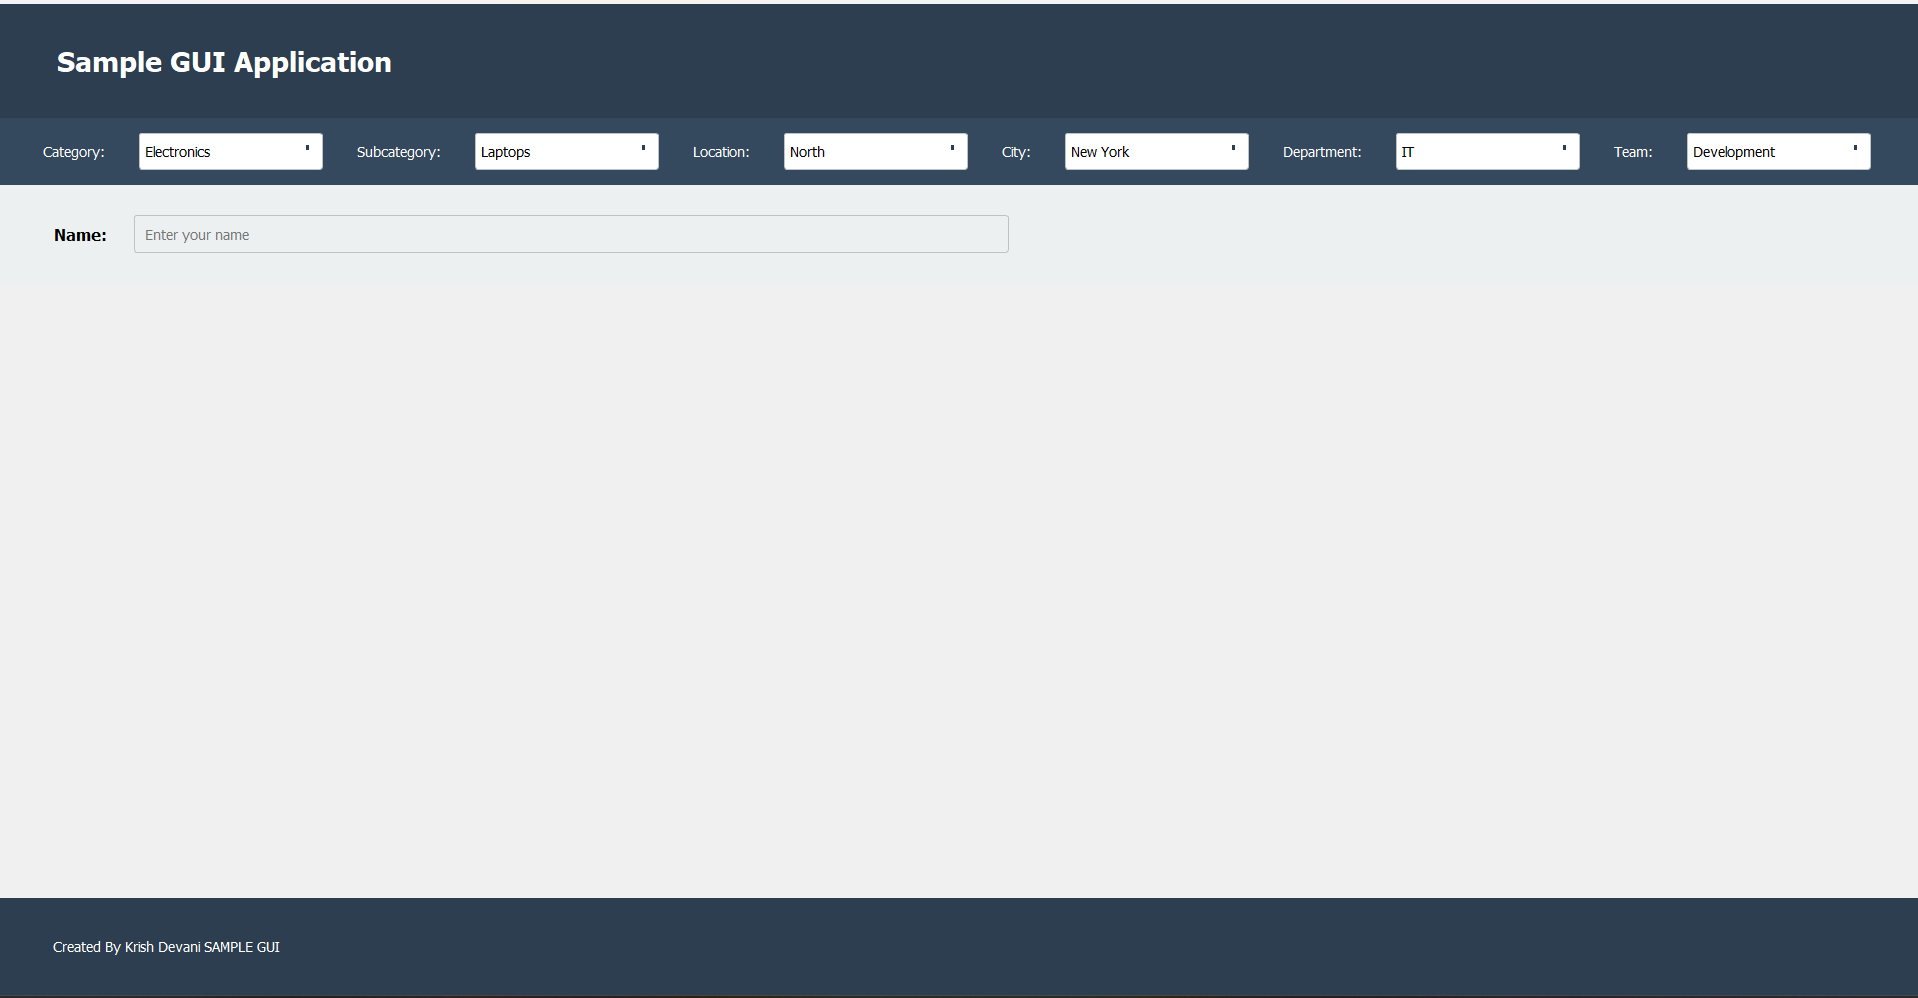 Sample GUI Application
Category: Electronics Subcategory: Laptops Location: North City: New York Department: IT Team: Development
Name: Enter your name
Created By Krish Devani SAMPLE GUI